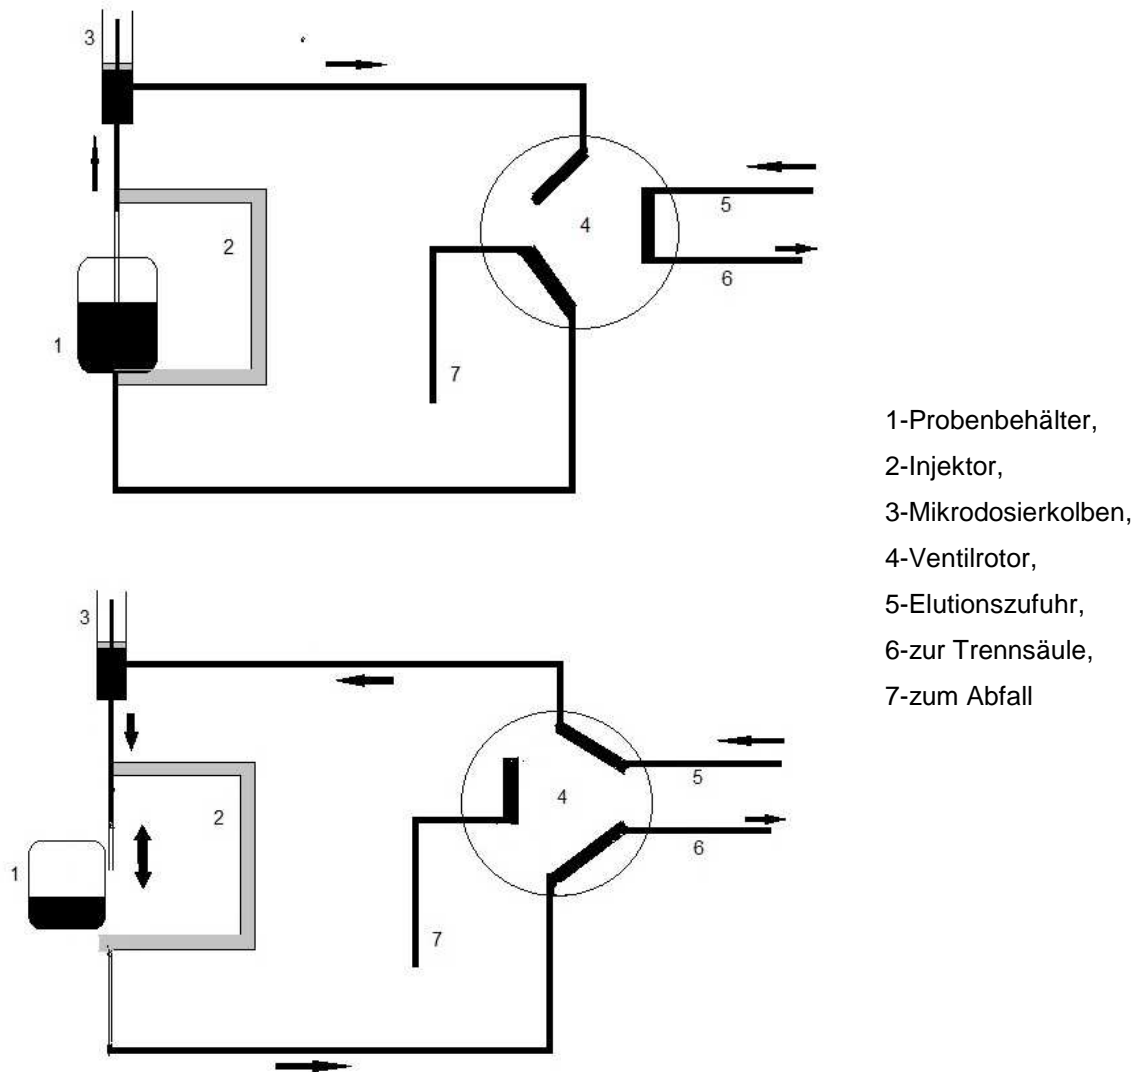 3
2
1
4
5
6
7
1-Probenbehälter,
2-Injektor,
3-Mikrodosierkolben,
4-Ventilrotor,
5-Elutionszufuhr,
6-zur Trennsäule,
7-zum Abfall
3
2
1
4
5
6
7